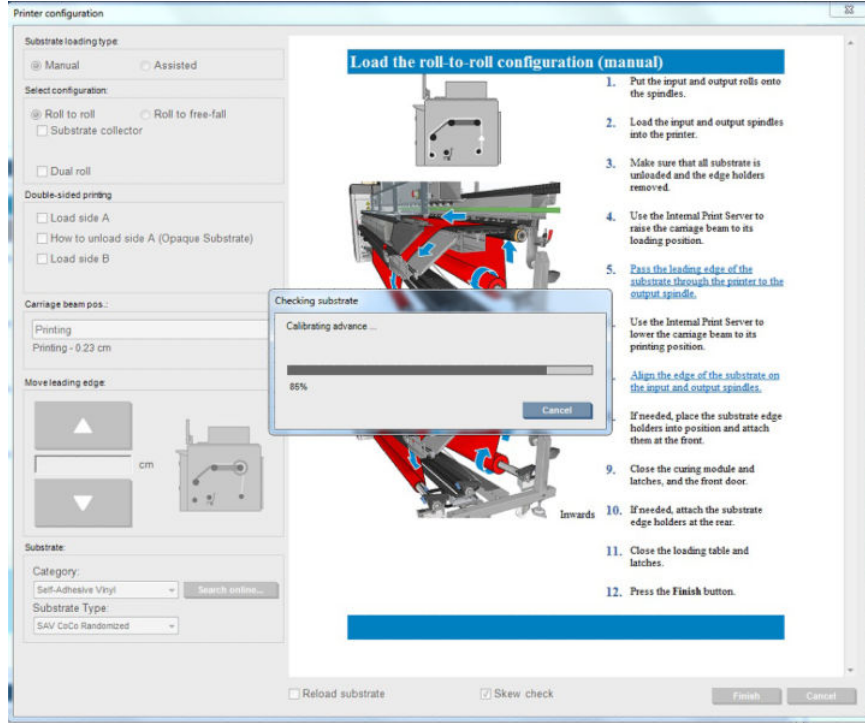 Printer configuration
Substrate loading type:
Manual
Assisted
Select configuration:
Roll to roll
Roll to free-fall
Substrate collector
Dual roll
Double-sided printing
Load side A
How to unload side A (Opaque Substrate)
Load side B
Carriage beam pos.:
Printing
Printing - 0.23 cm
Move leading edge:
cm
Substrate:
Category:
Self-Adhesive Vinyl
Search online...
Substrate Type:
SAV CoCo Randomized
Load the roll-to-roll configuration (manual)
1. Put the input and output rolls onto
the spindles.
2. Load the input and output spindles
into the printer.
3. Make sure that all substrate is
unloaded and the edge holders
removed.
4. Use the Internal Print Server to
raise the carriage beam to its
loading position.
5. Pass the leading edge of the
substrate through the printer to the
output spindle.
Use the Internal Print Server to
lower the carriage beam to its
printing position.
Align the edge of the substrate on
the input and output spindles.
If needed, place the substrate edge
holders into position and attach
them at the front.
9. Close the curing module and
latches, and the front door.
Inwards
10. If needed, attach the substrate
edge holders at the rear.
11. Close the loading table and
latches.
12. Press the Finish button.
Checking substrate
Calibrating advance ...
85%
Cancel
Reload substrate
Skew check
Finish
Cancel